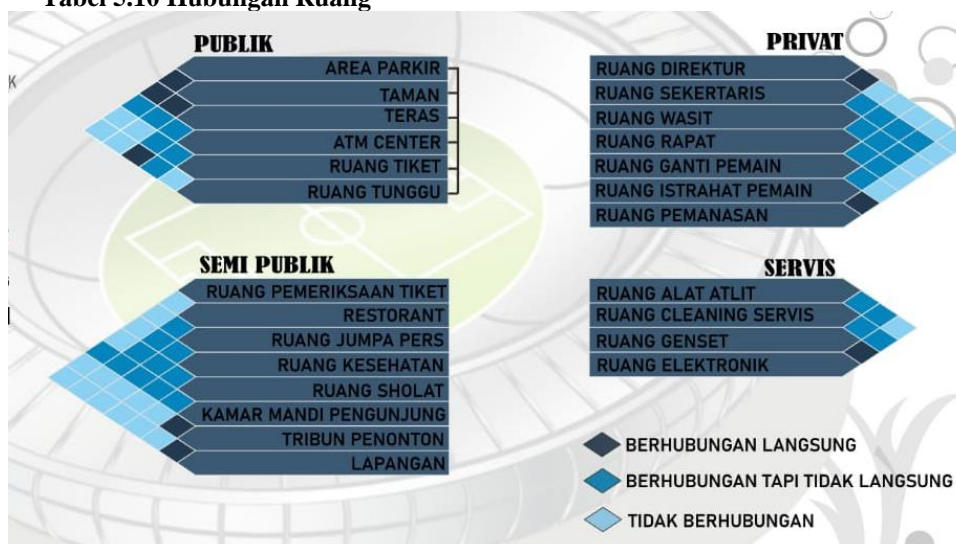 Tabel 5.10 Hubungan Ruang
PUBLIK
AREA PARKIR
TAMAN
TERAS
ATM CENTER
RUANG TIKET
RUANG TUNGGU
PRIVAT
RUANG DIREKTUR
RUANG SEKERTARIS
RUANG WASIT
RUANG RAPAT
RUANG GANTI PEMAIN
RUANG ISTRAHAT PEMAIN
RUANG PEMANASAN
SEMI PUBLIK
RUANG PEMERIKSAAN TIKET
RESTORANT
RUANG JUMPA PERS
RUANG KESEHATAN
RUANG SHOLAT
KAMAR MANDI PENGUNJUNG
TRIBUN PENONTON
LAPANGAN
SERVIS
RUANG ALAT ATLIT
RUANG CLEANING SERVIS
RUANG GENSET
RUANG ELEKTRONIK
BERHUBUNGAN LANGSUNG
BERHUBUNGAN TAPI TIDAK LANGSUNG
TIDAK BERHUBUNGAN